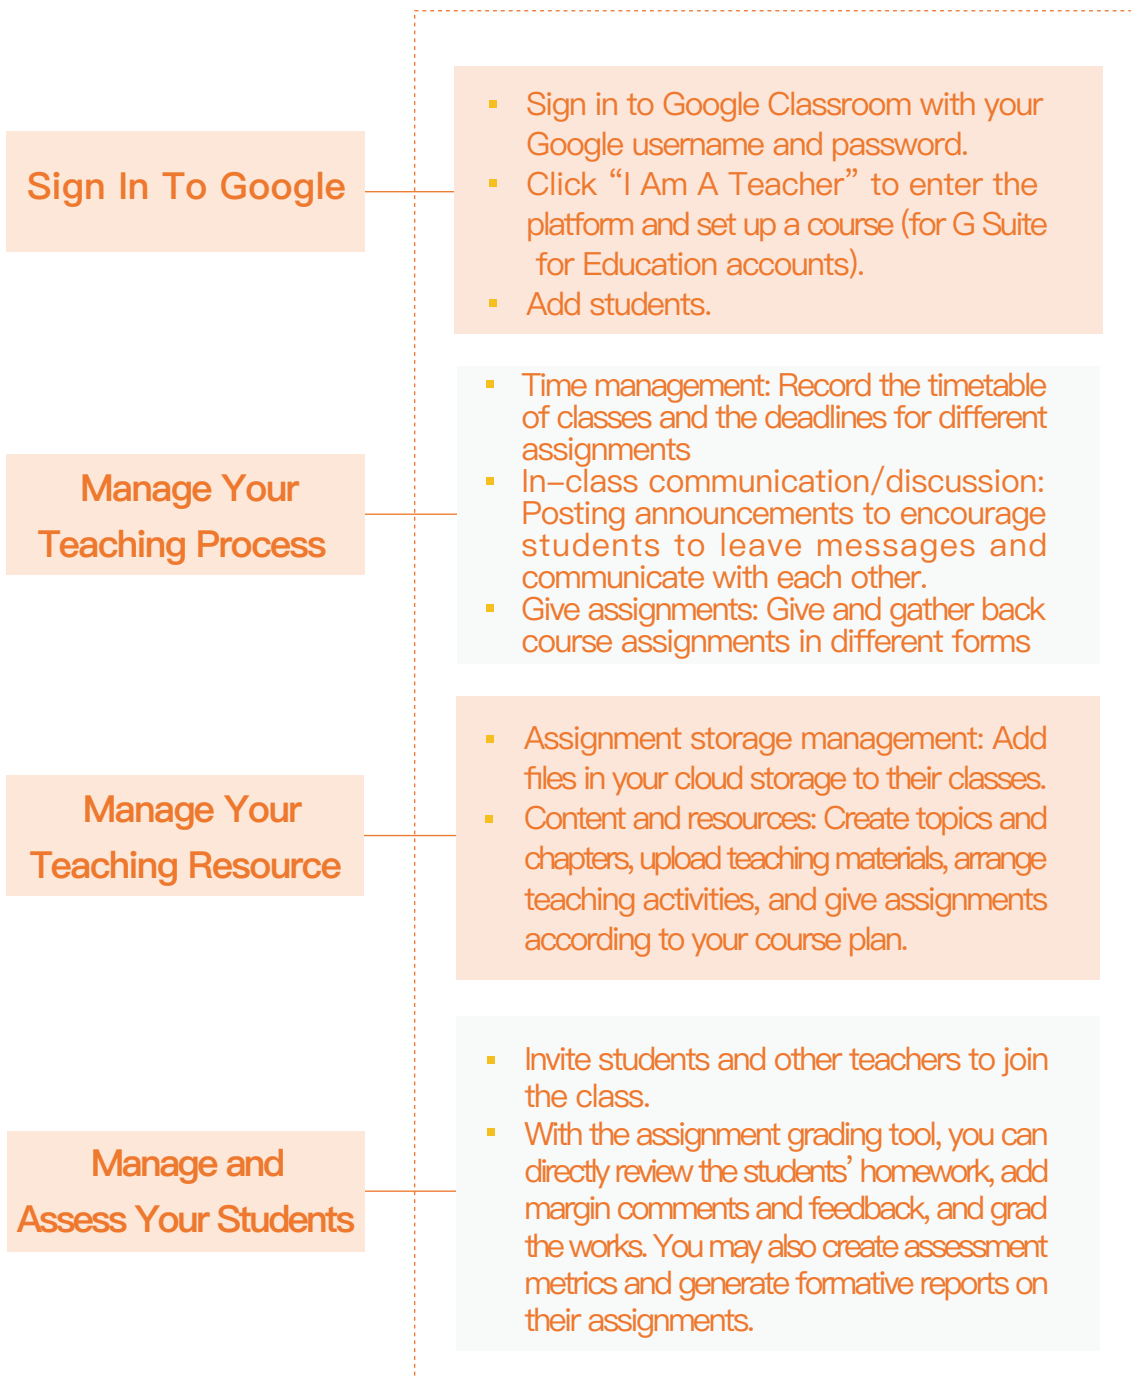 Sign In To Google
▪ Sign in to Google Classroom with your
Google username and password.
▪ Click “I Am A Teacher” to enter the
platform and set up a course (for G Suite
for Education accounts).
▪ Add students.
Manage Your
Teaching Process
▪ Time management: Record the timetable
of classes and the deadlines for different
assignments
▪ In-class communication/discussion:
Posting announcements to encourage
students to leave messages and
communicate with each other.
▪ Give assignments: Give and gather back
course assignments in different forms
Manage Your
Teaching Resource
▪ Assignment storage management: Add
files in your cloud storage to their classes.
▪ Content and resources: Create topics and
chapters, upload teaching materials, arrange
teaching activities, and give assignments
according to your course plan.
Manage and
Assess Your Students
▪ Invite students and other teachers to join
the class.
▪ With the assignment grading tool, you can
directly review the students’ homework, add
margin comments and feedback, and grad
the works. You may also create assessment
metrics and generate formative reports on
their assignments.